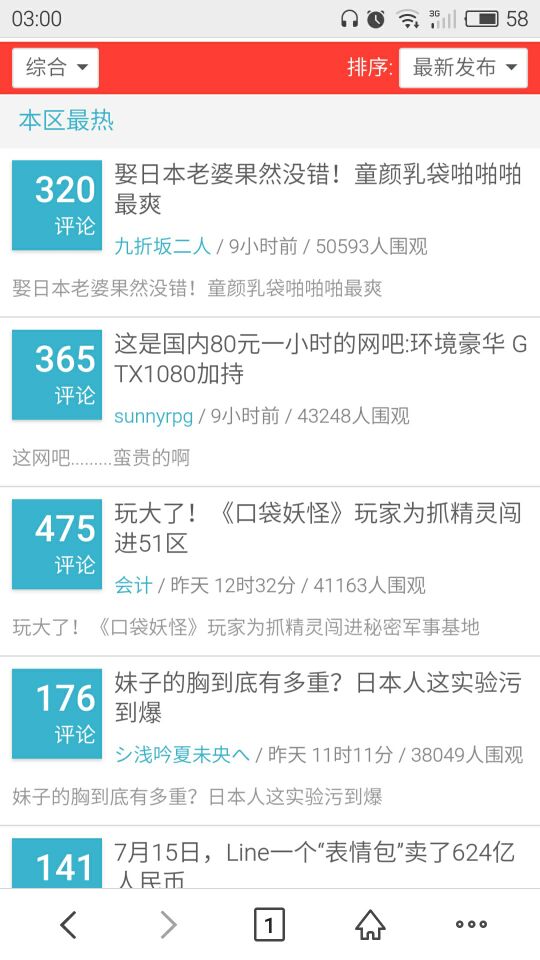 03:00
3G
58
综合
排序:
最新发布
本区最热
320
评论
娶日本老婆果然没错！童颜乳袋啪啪啪
最爽
九折坂二人 / 9小时前 / 50593人围观
娶日本老婆果然没错！童颜乳袋啪啪啪最爽
365
评论
这是国内80元一小时的网吧:环境豪华 G
TX1080加持
sunnyrpg / 9小时前 / 43248人围观
这网吧.........蛮贵的啊
475
评论
玩大了！《口袋妖怪》玩家为抓精灵闯
进51区
会计 / 昨天 12时32分 / 41163人围观
玩大了！《口袋妖怪》玩家为抓精灵闯进秘密军事基地
176
评论
妹子的胸到底有多重？日本人这实验污
到爆
シ浅吟夏未央へ / 昨天 11时11分 / 38049人围观
妹子的胸到底有多重？日本人这实验污到爆
141
7月15日，Line一个“表情包”卖了624亿
人民币
1